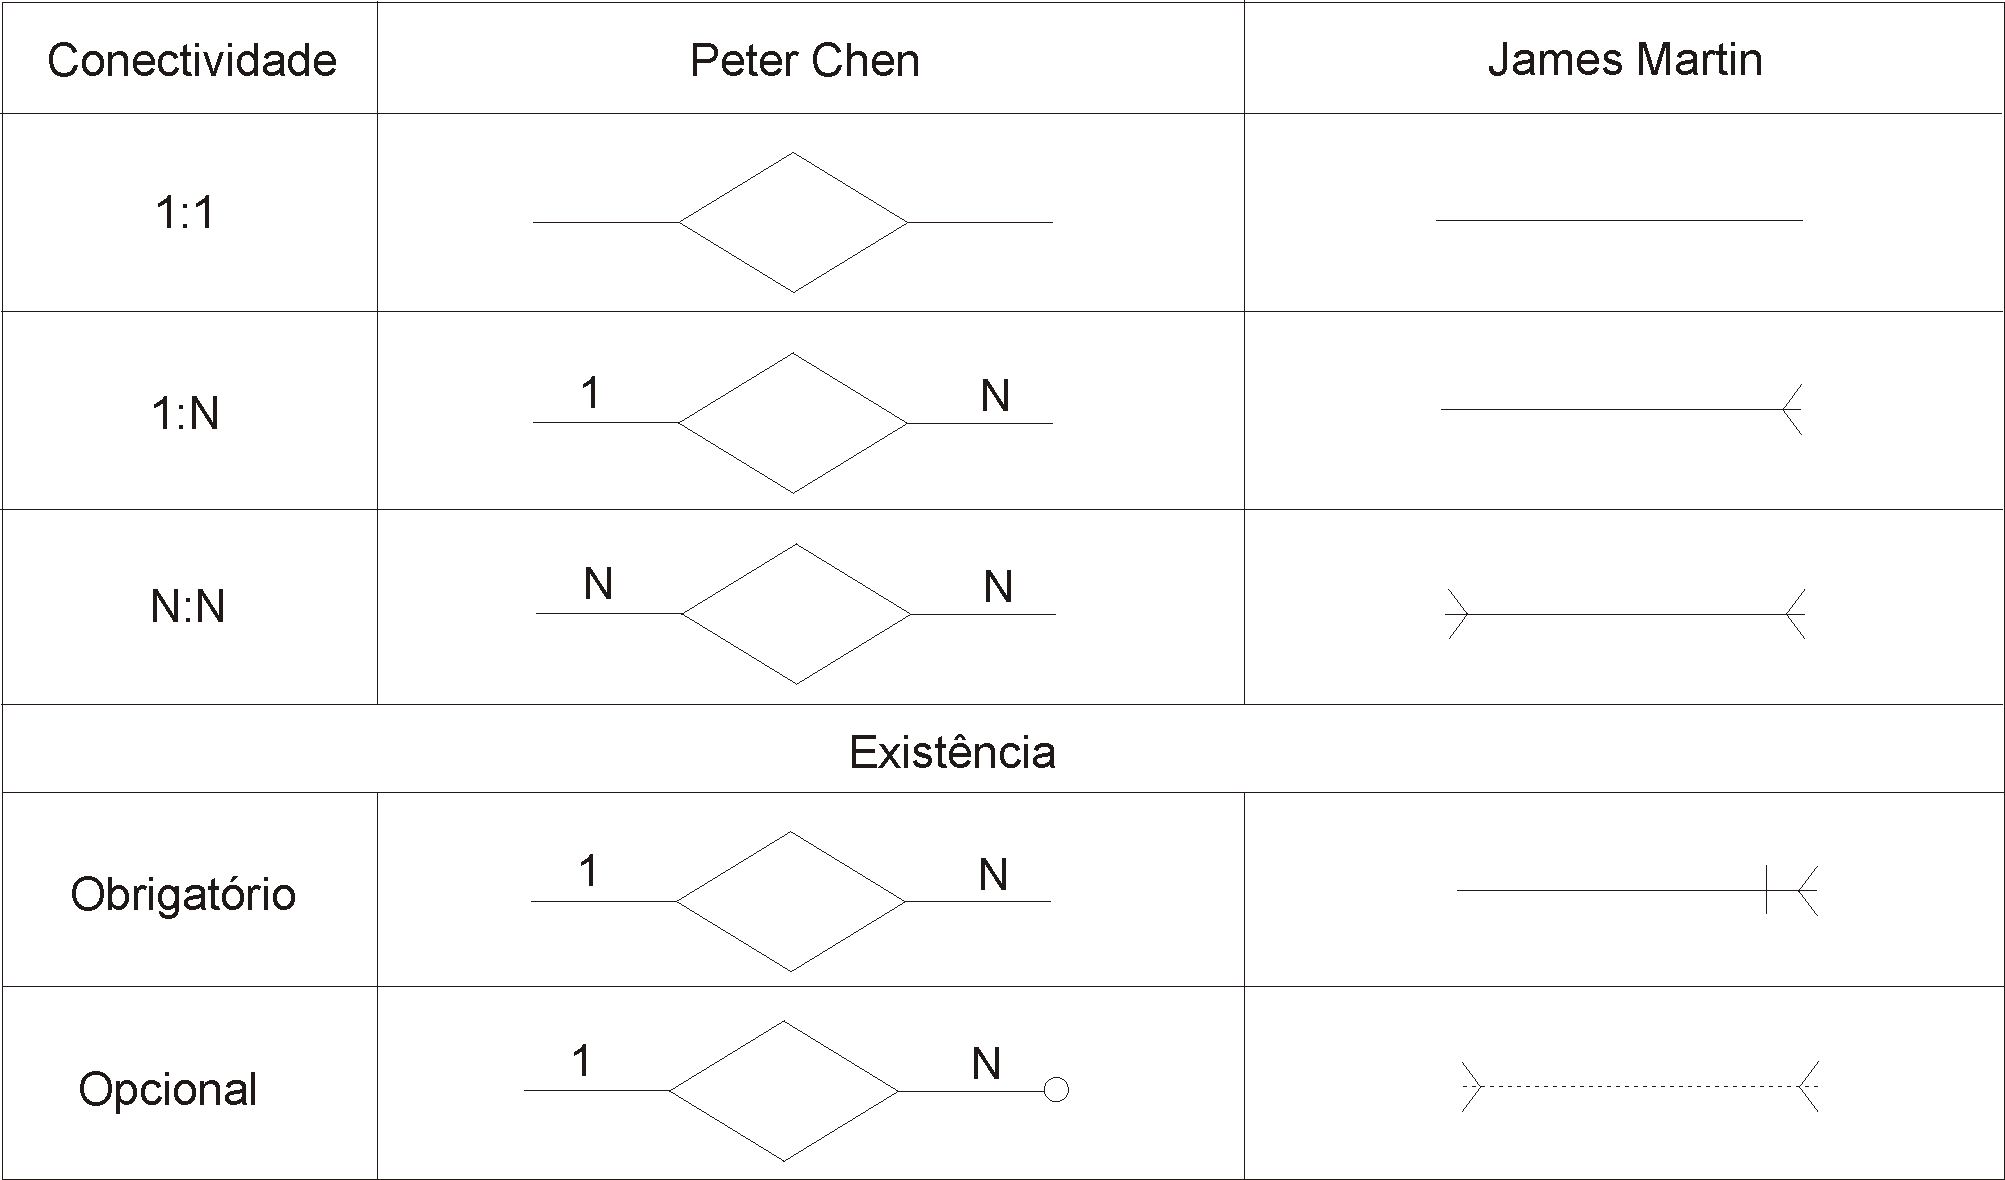 Conectividade Peter Chen James Martin
1:1
1:N 1 N
N:N N N
Existência
Obrigatório 1 N
Opcional 1 N